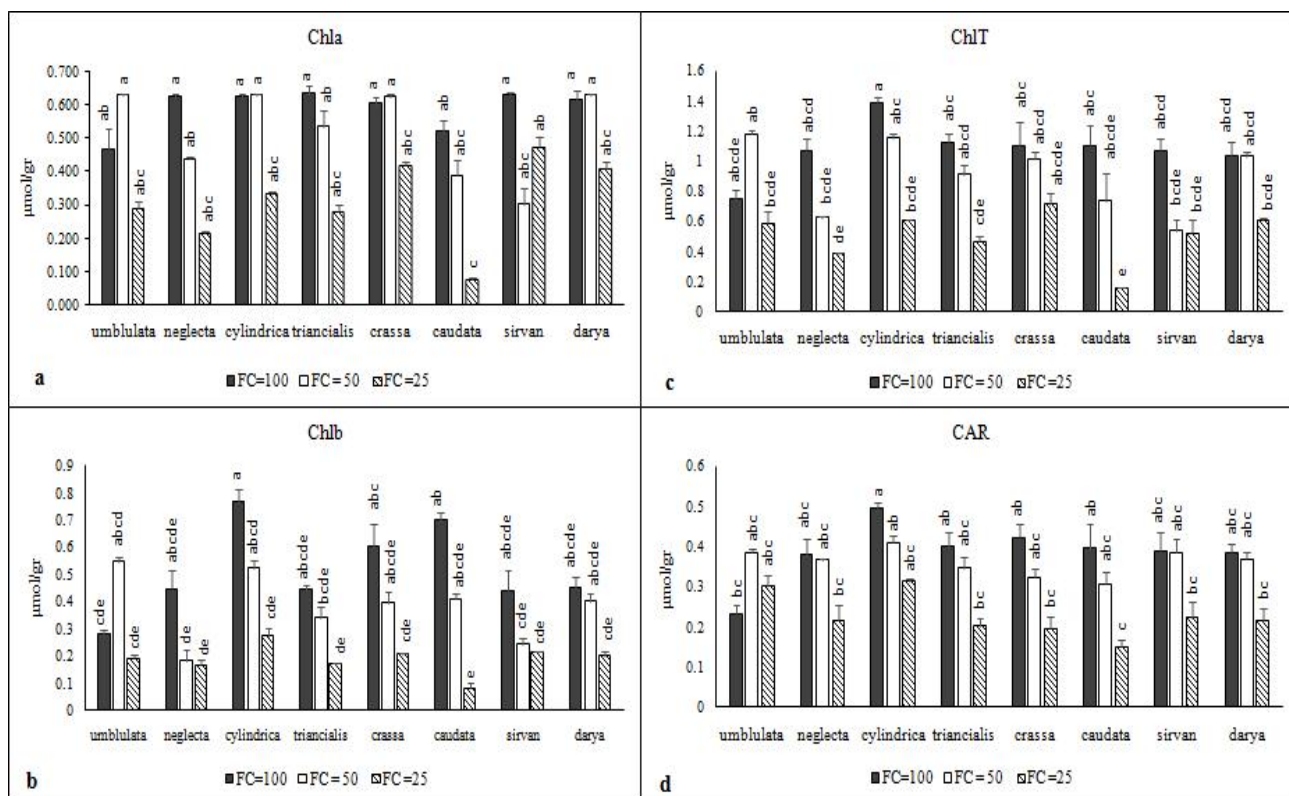 Chla
μmol/gr
0.700
0.600
0.500
0.400
0.300
0.200
0.100
0.000
ab a abc
a ab abc
a a abc
a ab abc
a a abc
ab abc c
a abc ab
a a abc
umblulata neglecta cylindrica triancialis crassa caudata sirvan darya
a
FC=100 FC=50 FC=25
ChlT
μmol/gr
1.6
1.4
1.2
1
0.8
0.6
0.4
0.2
0
abcde ab bcde
abcd bcde de
a abc bcde
abc abcd cde
abc abcd abcde
abc abcde e
abcd bcde bcde
abcd abcd bcde
umblulata neglecta cylindrica triancialis crassa caudata sirvan darya
c
FC=100 FC=50 FC=25
Chlb
μmol/gr
0.9
0.8
0.7
0.6
0.5
0.4
0.3
0.2
0.1
0
cde abcd cde
abcde de de
a abcd cde
abcde bcde de
abc abcde cde
ab abcde e
abcde cde cde
abcde abcde cde
umblulata neglecta cylindrica triancialis crassa caudata sirvan darya
b
FC=100 FC=50 FC=25
CAR
μmol/gr
0.6
0.5
0.4
0.3
0.2
0.1
0
bc abc abc
abc abc bc
a ab abc
ab abc bc
ab abc bc
ab abc c
abc abc bc
abc abc bc
umblulata neglecta cylindrica triancialis crassa caudata sirvan darya
d
FC=100 FC=50 FC=25